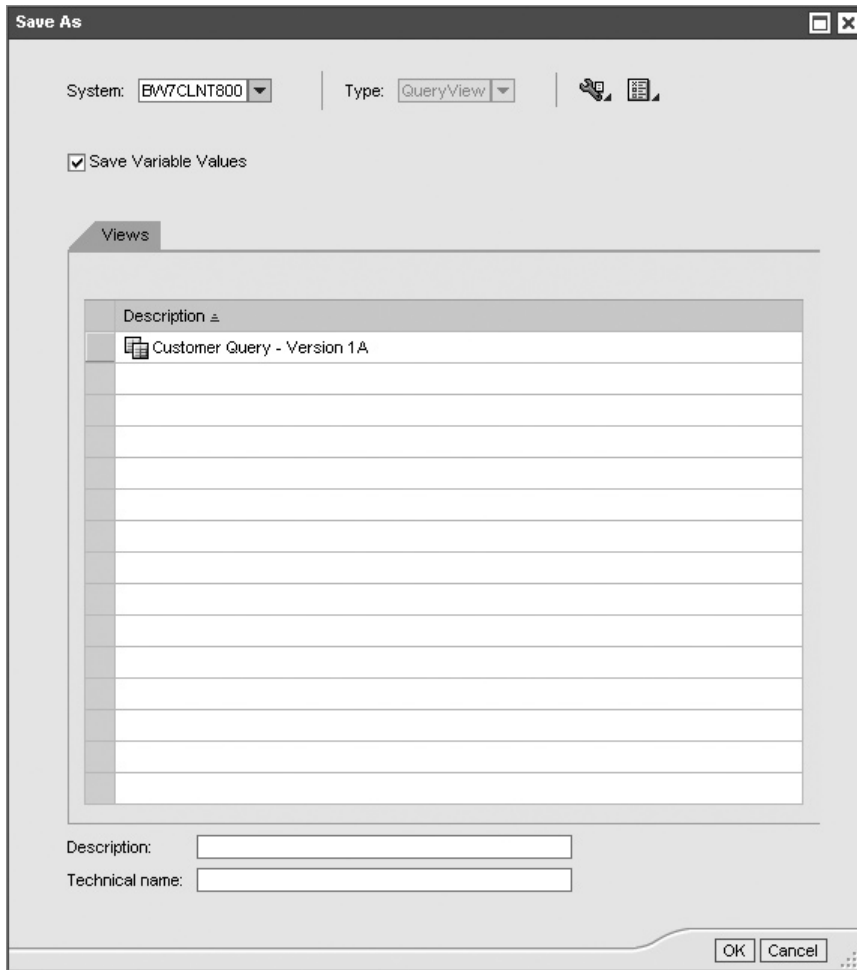 Save As
System: BW7CLNT800 Type: QueryView
Save Variable Values
Views
Description
Customer Query - Version 1A
Description:
Technical name:
OK Cancel